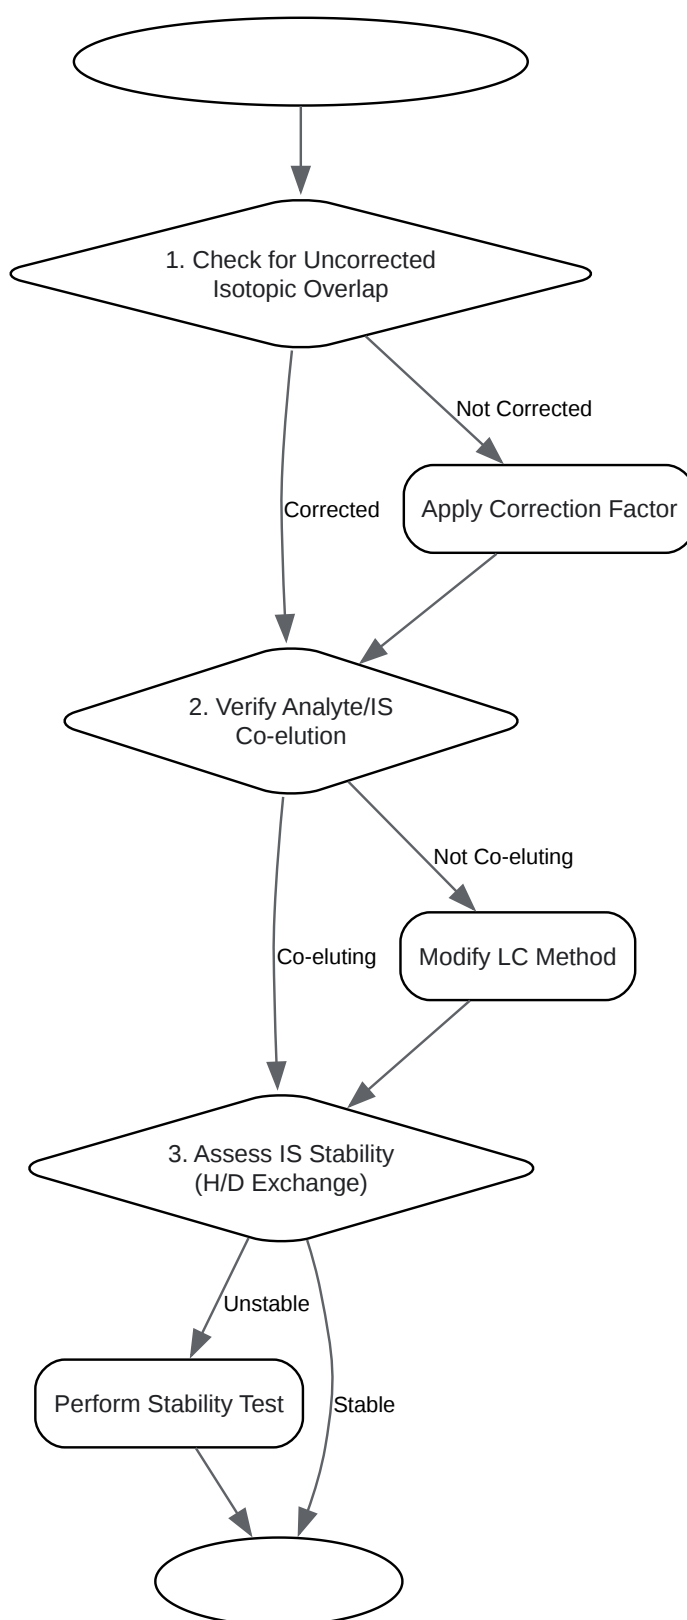 1. Check for Uncorrected
Isotopic Overlap
Not Corrected
Corrected
Apply Correction Factor
2. Verify Analyte/IS
Co-elution
Not Co-eluting
Co-eluting
Modify LC Method
3. Assess IS Stability
(H/D Exchange)
Unstable
Perform Stability Test
Stable